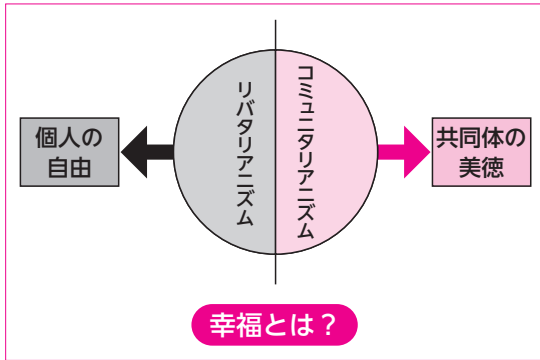 個人の
自由
リバタリアニズム
コミュニタリアニズム
共同体の
美徳
幸福とは？